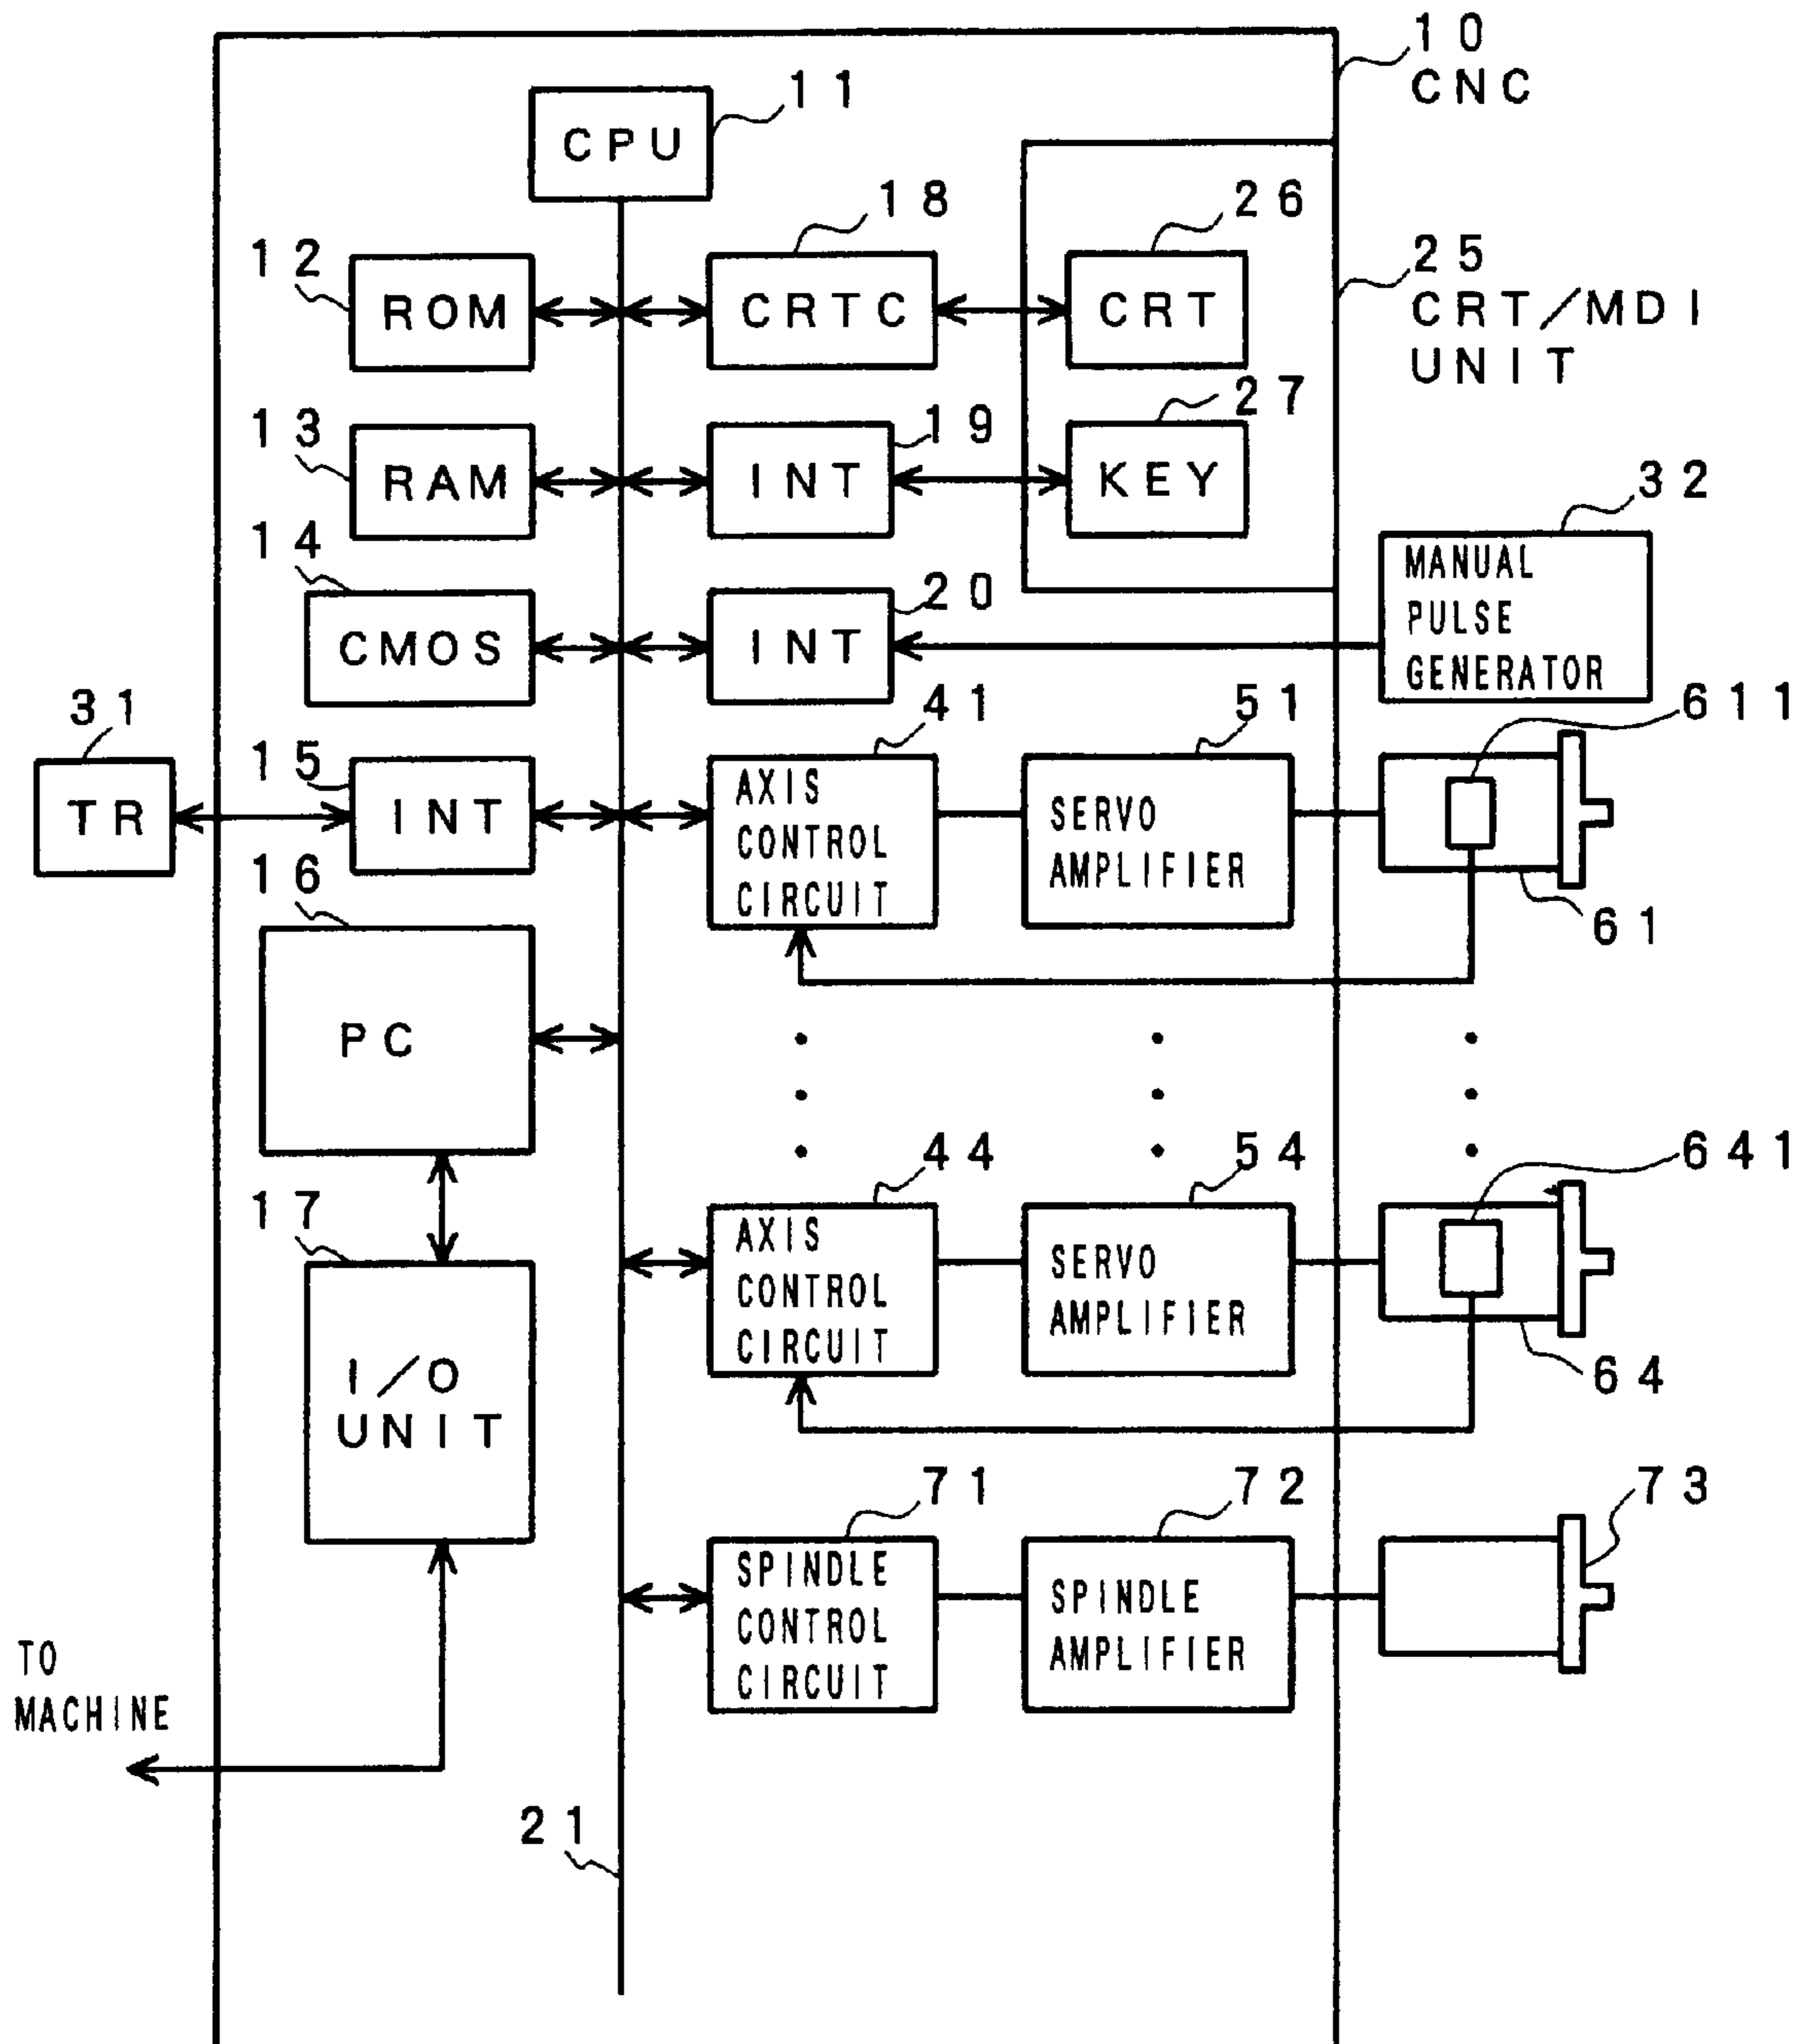 10
CNC
11
CPU
18
26
12
25
ROM
CRTC
CRT
CRT/MDI
UNIT
13
19
27
RAM
INT
KEY
32
14
20
MANUAL
PULSE
GENERATOR
CMOS
INT
31
15
41
51
611
TR
INT
AXIS
CONTROL
CIRCUIT
SERVO
AMPLIFIER
61
16
PC
44
54
641
17
AXIS
CONTROL
CIRCUIT
SERVO
AMPLIFIER
64
I/O
UNIT
71
72
73
SPINDLE
CONTROL
CIRCUIT
SPINDLE
AMPLIFIER
TO
MACHINE
21